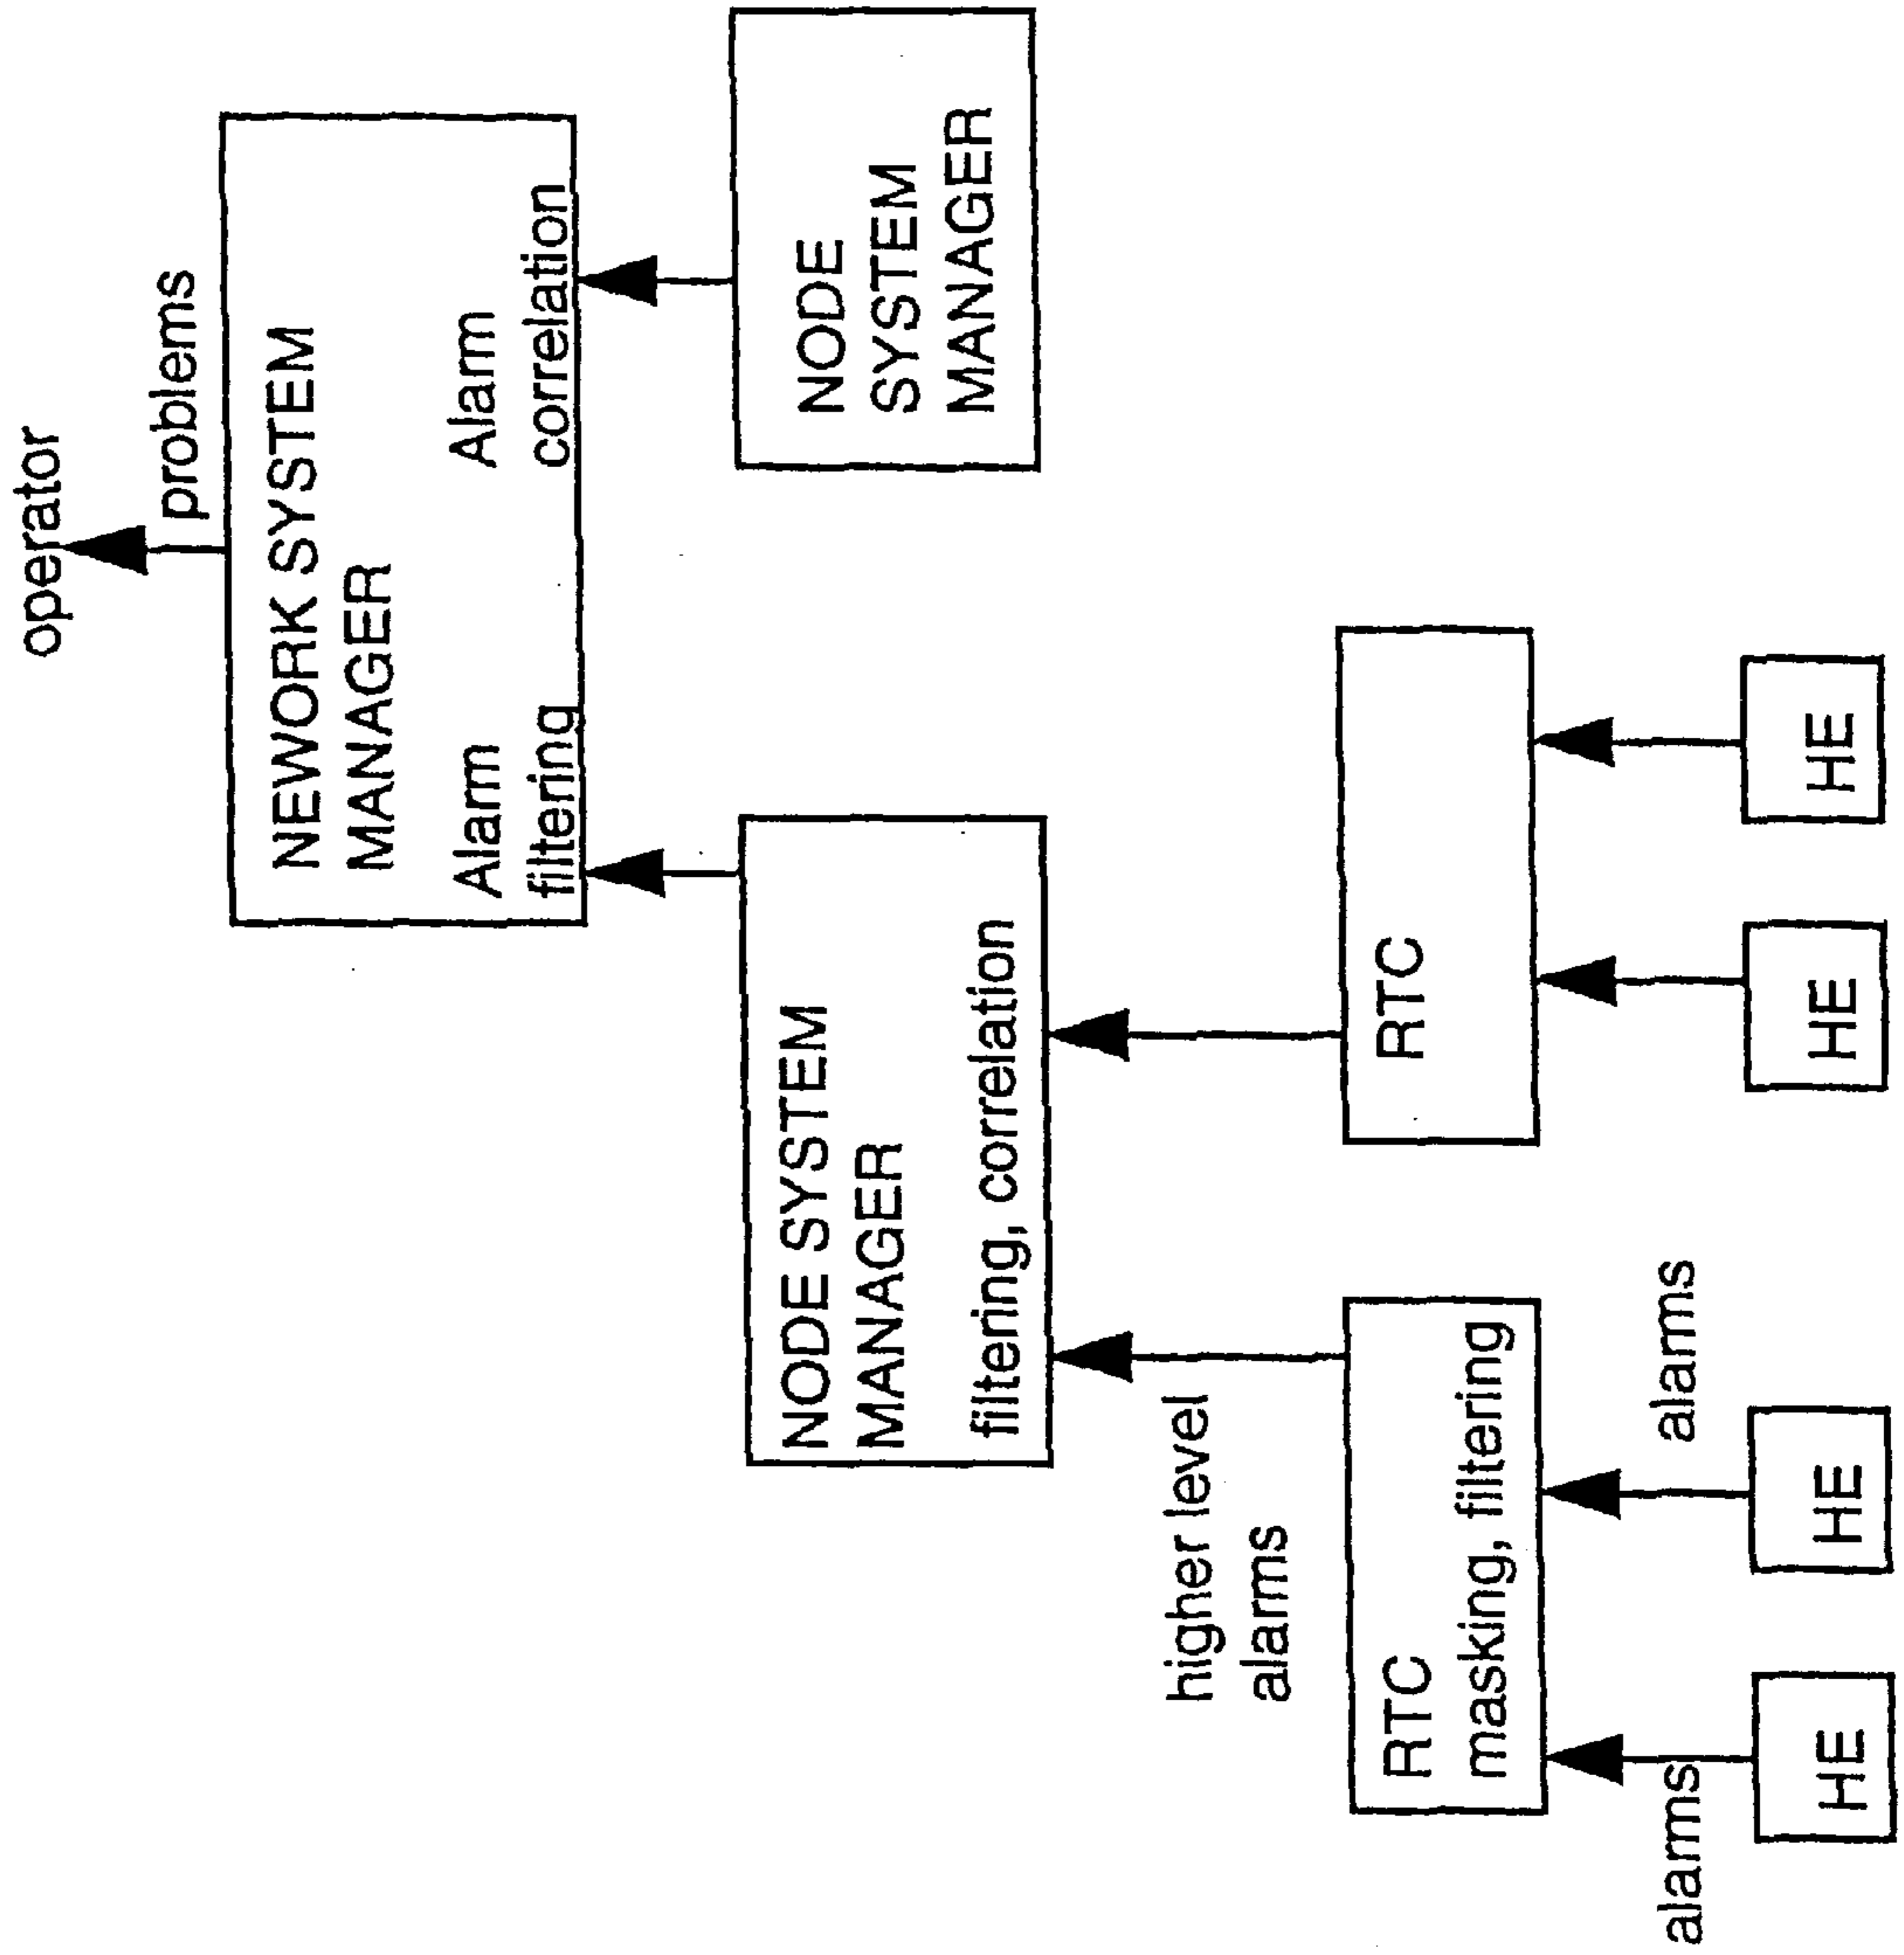 operator
problems
NEWORK SYSTEM
MANAGER
Alarm
filtering
Alarm
correlation
NODE SYSTEM
MANAGER
filtering, correlation
NODE
SYSTEM
MANAGER
higher level
alarms
RTC
masking, filtering
RTC
alarms
alarms
HE
HE
HE
HE